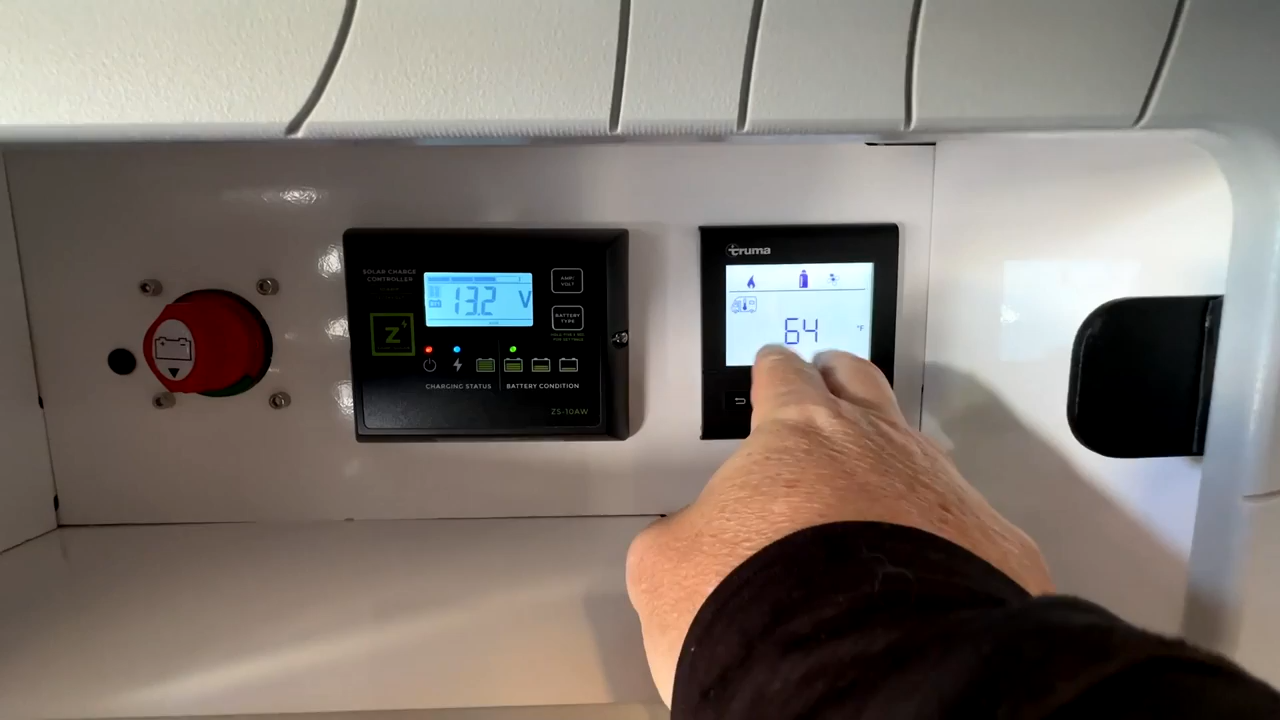 SOLAR CHARGE
CONTROLLER
13.2 V
AMP/
VOLT
BATTERY
TYPE
Z
CHARGING STATUS
BATTERY CONDITION
ZS-10AW
truma
64 °F